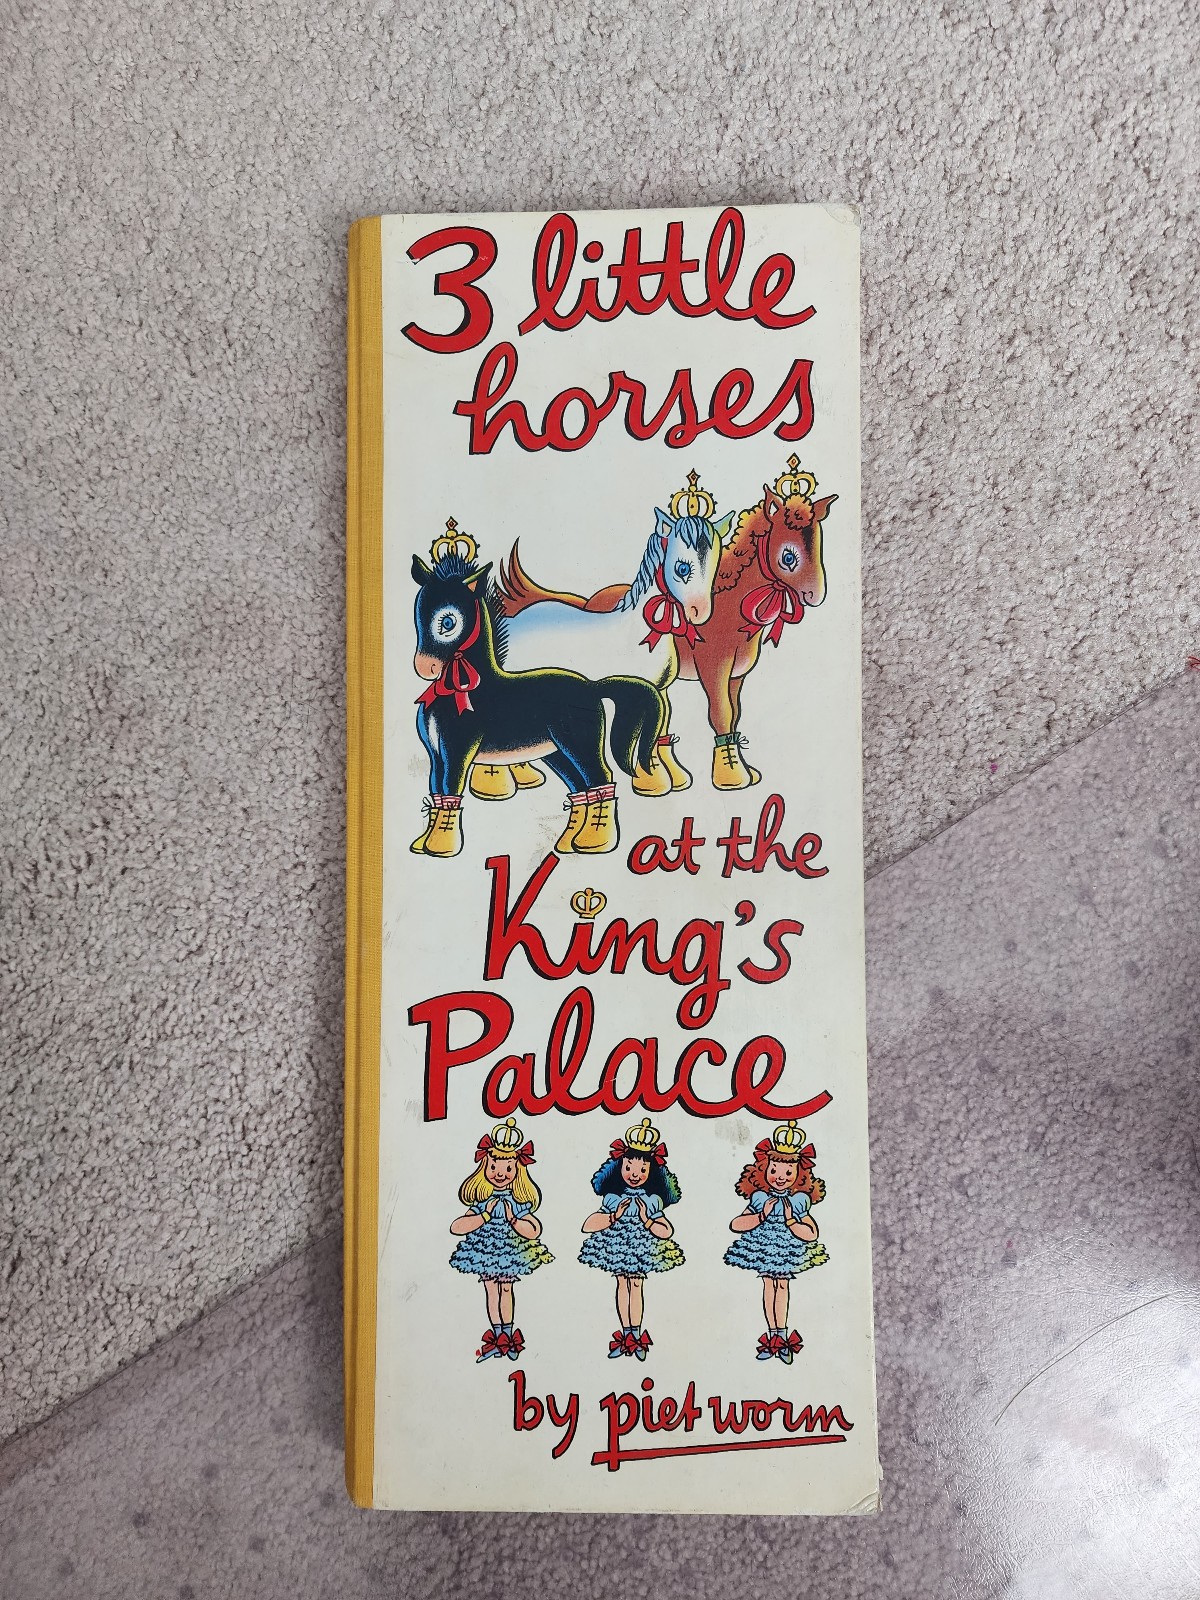 3 little
horses
at the
King's
Palace
by piet worm